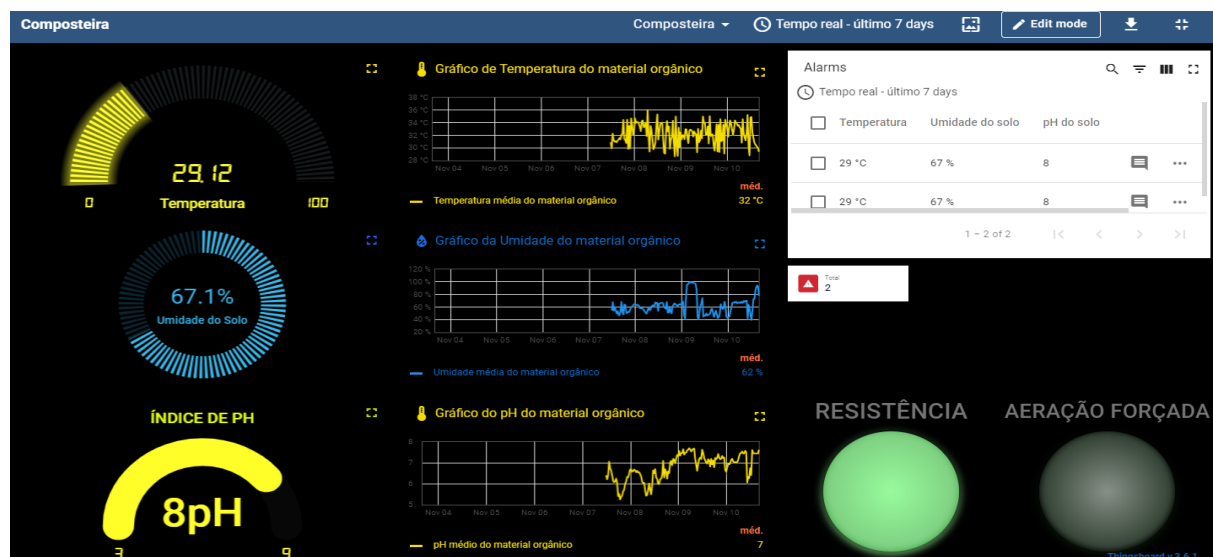 Composteira
Composteira
Tempo real - último 7 days
Edit mode
29.12
0
Temperatura
100
Gráfico de Temperatura do material orgânico
38 °C
36 °C
34 °C
32 °C
30 °C
28 °C
Nov 04 Nov 05 Nov 06 Nov 07 Nov 08 Nov 09 Nov 10
méd.
Temperatura média do material orgânico 32 °C
67.1%
Umidade do Solo
Gráfico da Umidade do material orgânico
120 %
100 %
80 %
60 %
40 %
20 %
Nov 04 Nov 05 Nov 06 Nov 07 Nov 08 Nov 09 Nov 10
méd.
Umidade média do material orgânico 62 %
ÍNDICE DE PH
8pH
3
9
Gráfico do pH do material orgânico
8
7
6
5
Nov 04 Nov 05 Nov 06 Nov 07 Nov 08 Nov 09 Nov 10
méd.
pH médio do material orgânico 7
Alarms
Tempo real - último 7 days
Temperatura Umidade do solo pH do solo
29 °C 67 % 8
29 °C 67 % 8
1 – 2 of 2
Total
2
RESISTÊNCIA
AERAÇÃO FORÇADA
Thingsboard v.3.6.1